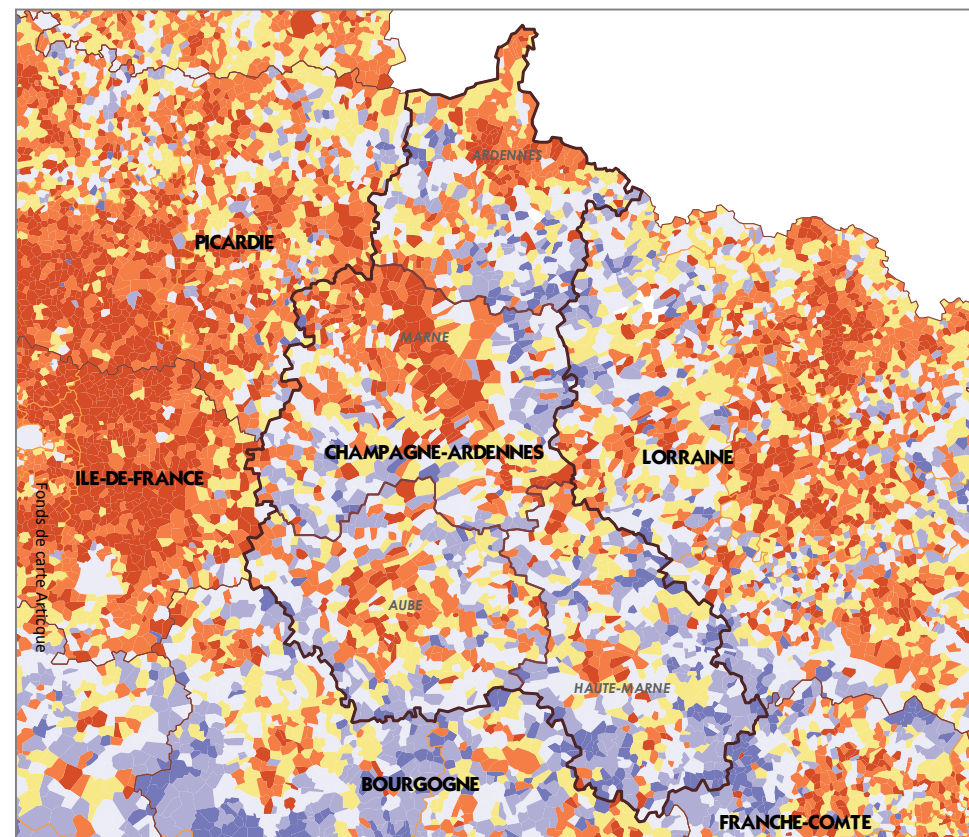 ARDENNES
PICARDIE
MARNE
CHAMPAGNE-ARDENNES
LORRAINE
ILE-DE-FRANCE
Fonds de carte Articque
AUBE
HAUTE-MARNE
BOURGOGNE
FRANCHE-COMTE